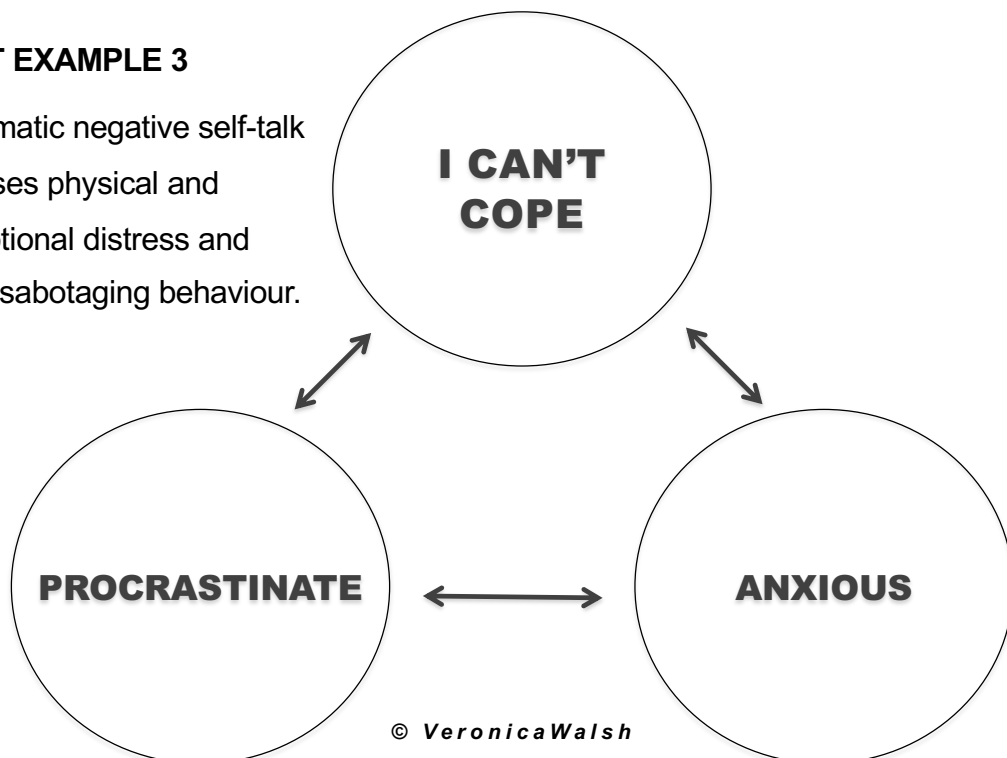 T EXAMPLE 3
matic negative self-talk
ses physical and
tional distress and
sabotaging behaviour.
I CAN'T
COPE
PROCRASTINATE
ANXIOUS
© VeronicaWalsh